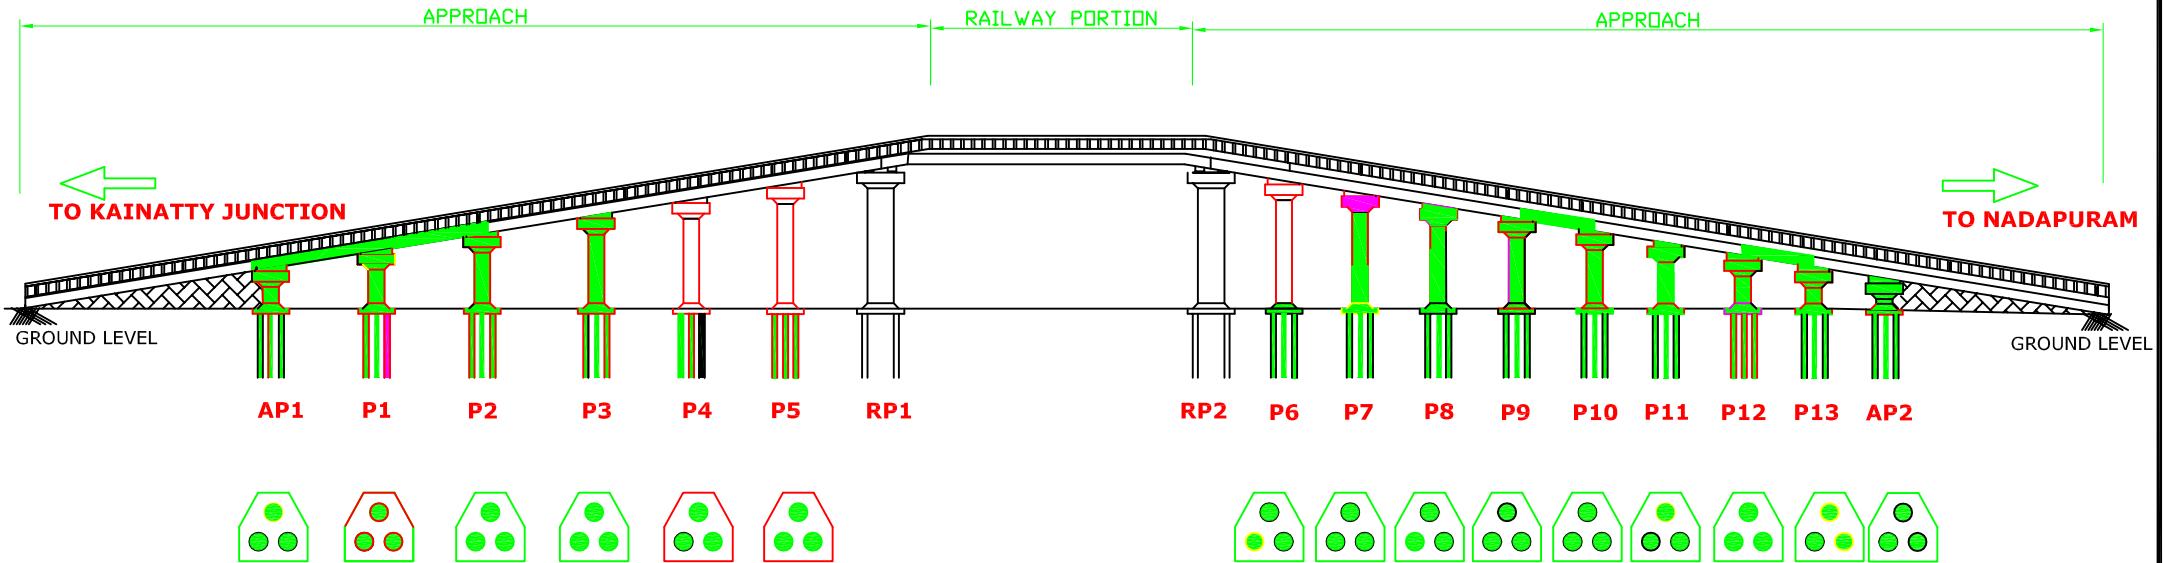 APPROACH
RAILWAY PORTION
APPROACH
TO KAINATTY JUNCTION
TO NADAPURAM
GROUND LEVEL
GROUND LEVEL
AP1 P1 P2 P3 P4 P5 RP1 RP2 P6 P7 P8 P9 P10 P11 P12 P13 AP2